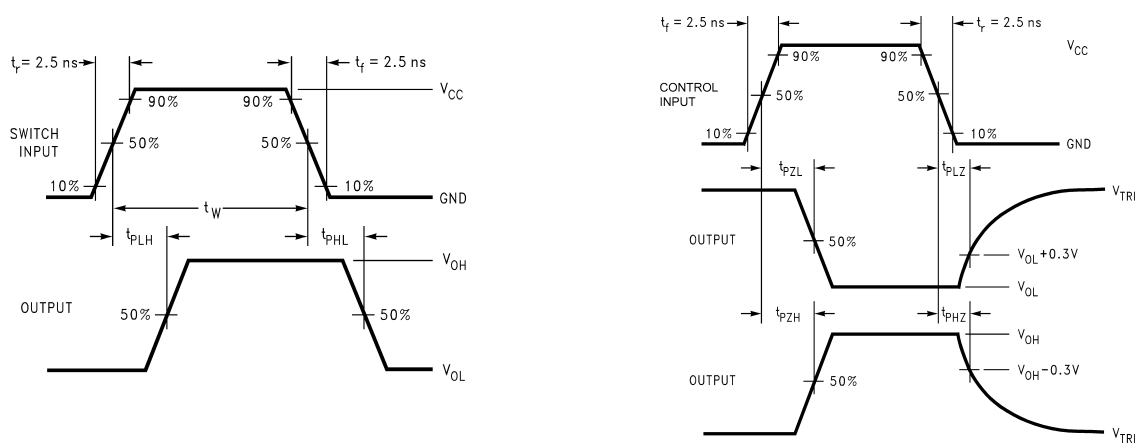 tr = 2.5 ns
tf = 2.5 ns
VCC
90%
90%
SWITCH
INPUT
50%
50%
10%
10%
GND
tW
tPLH
tPHL
VOH
OUTPUT
50%
50%
VOL
tf = 2.5 ns
tr = 2.5 ns
VCC
90%
90%
CONTROL
INPUT
50%
50%
10%
10%
GND
tPZL
tPLZ
VTRI
OUTPUT
50%
VOL+0.3V
VOL
tPZH
tPHZ
VOH
VOH−0.3V
OUTPUT
50%
VTRI